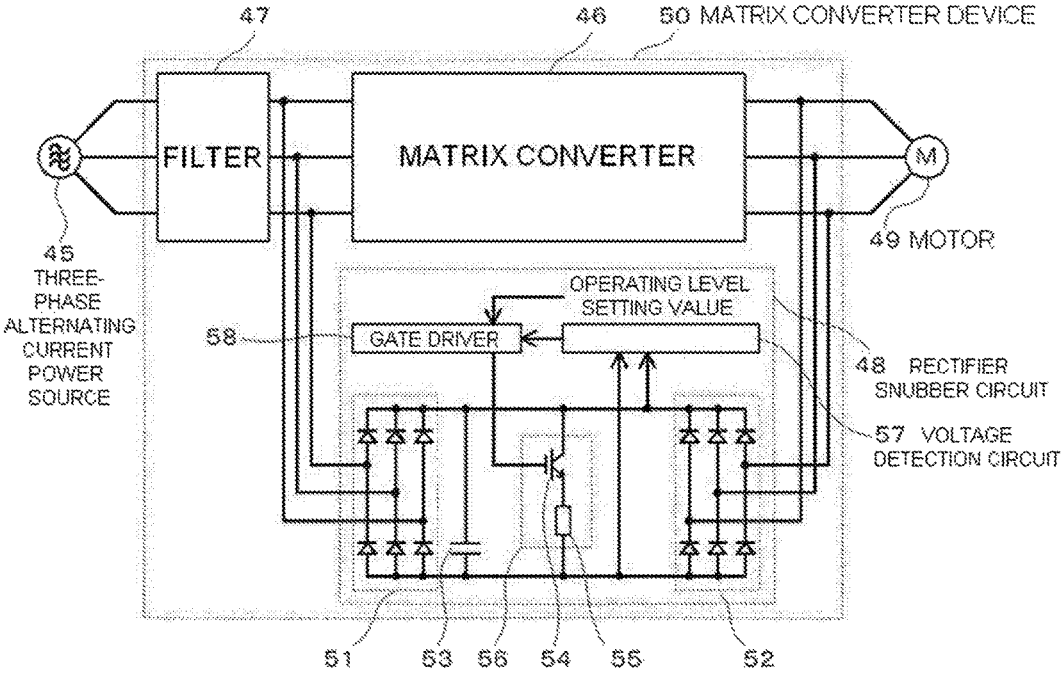 47
46
50 MATRIX CONVERTER DEVICE
FILTER
MATRIX CONVERTER
M
45
THREE-
PHASE
ALTERNATING
CURRENT
POWER
SOURCE
49 MOTOR
OPERATING LEVEL
SETTING VALUE
58
GATE DRIVER
48 RECTIFIER
SNUBBER CIRCUIT
57 VOLTAGE
DETECTION CIRCUIT
51
53
56
54
55
52